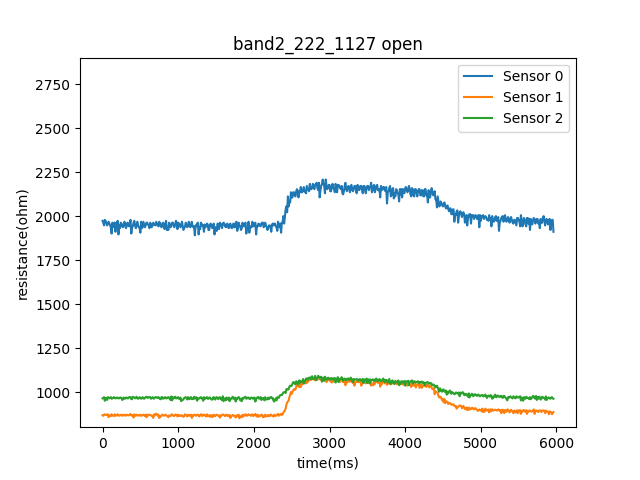 band2_222_1127 open
Sensor 0
Sensor 1
Sensor 2
resistance(ohm)
2750
2500
2250
2000
1750
1500
1250
1000
0 1000 2000 3000 4000 5000 6000
time(ms)